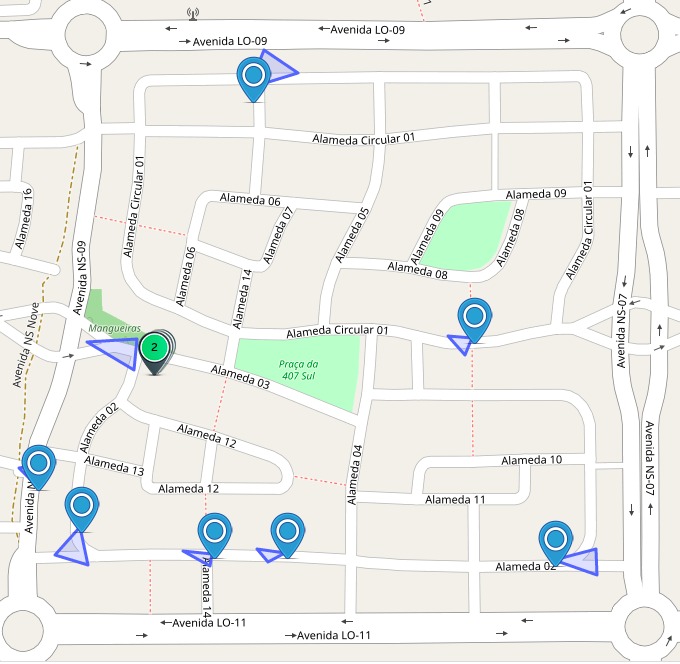 Avenida LO-09
Avenida LO-09
Alameda Circular 01
Alameda Circular 01
Alameda 16
Alameda 06
Alameda 09
Alameda Circular 01
Alameda 07
Alameda 05
Alameda 09
Alameda 08
Alameda 06
Alameda 14
Alameda 08
Avenida NS-09
Avenida NS Nove
Mangueiras
2
Alameda Circular 01
Avenida NS-07
Praça da
407 Sul
Alameda 03
Alameda 02
Alameda 12
Alameda 13
Alameda 12
Alameda 04
Alameda 10
Alameda 11
Avenida NS-07
Avenida N
Alameda 02
Alameda 14
Avenida LO-11
Avenida LO-11